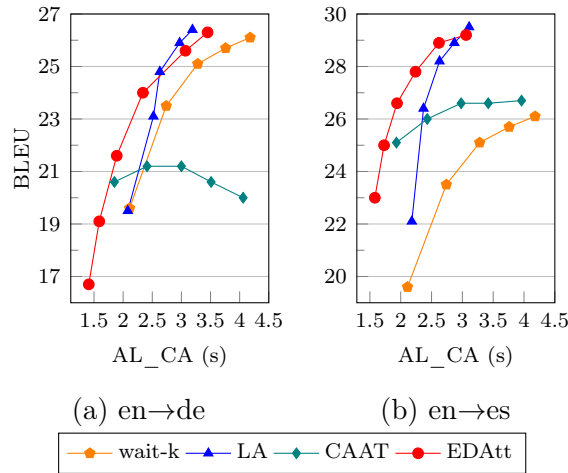 27
25
23
21
19
17
BLEU
1.5 2 2.5 3 3.5 4 4.5
AL_CA (s)
(a) en→de
30
28
26
24
22
20
1.5 2 2.5 3 3.5 4 4.5
AL_CA (s)
(b) en→es
wait-k LA CAAT EDAtt